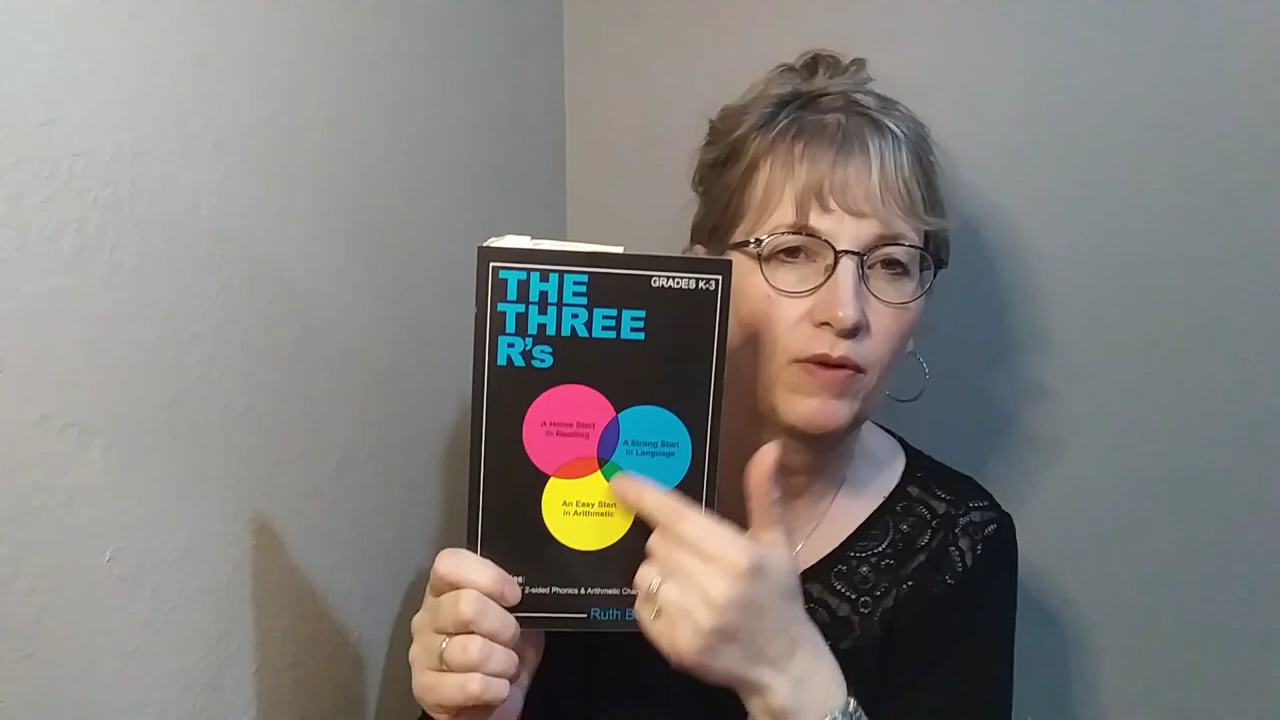 THE
THREE
R's
GRADES K-3
A Home Start
in Reading
A Strong Start
in Language
An Easy Start
in Arithmetic
2-sided Phonics & Arithmetic
Ruth